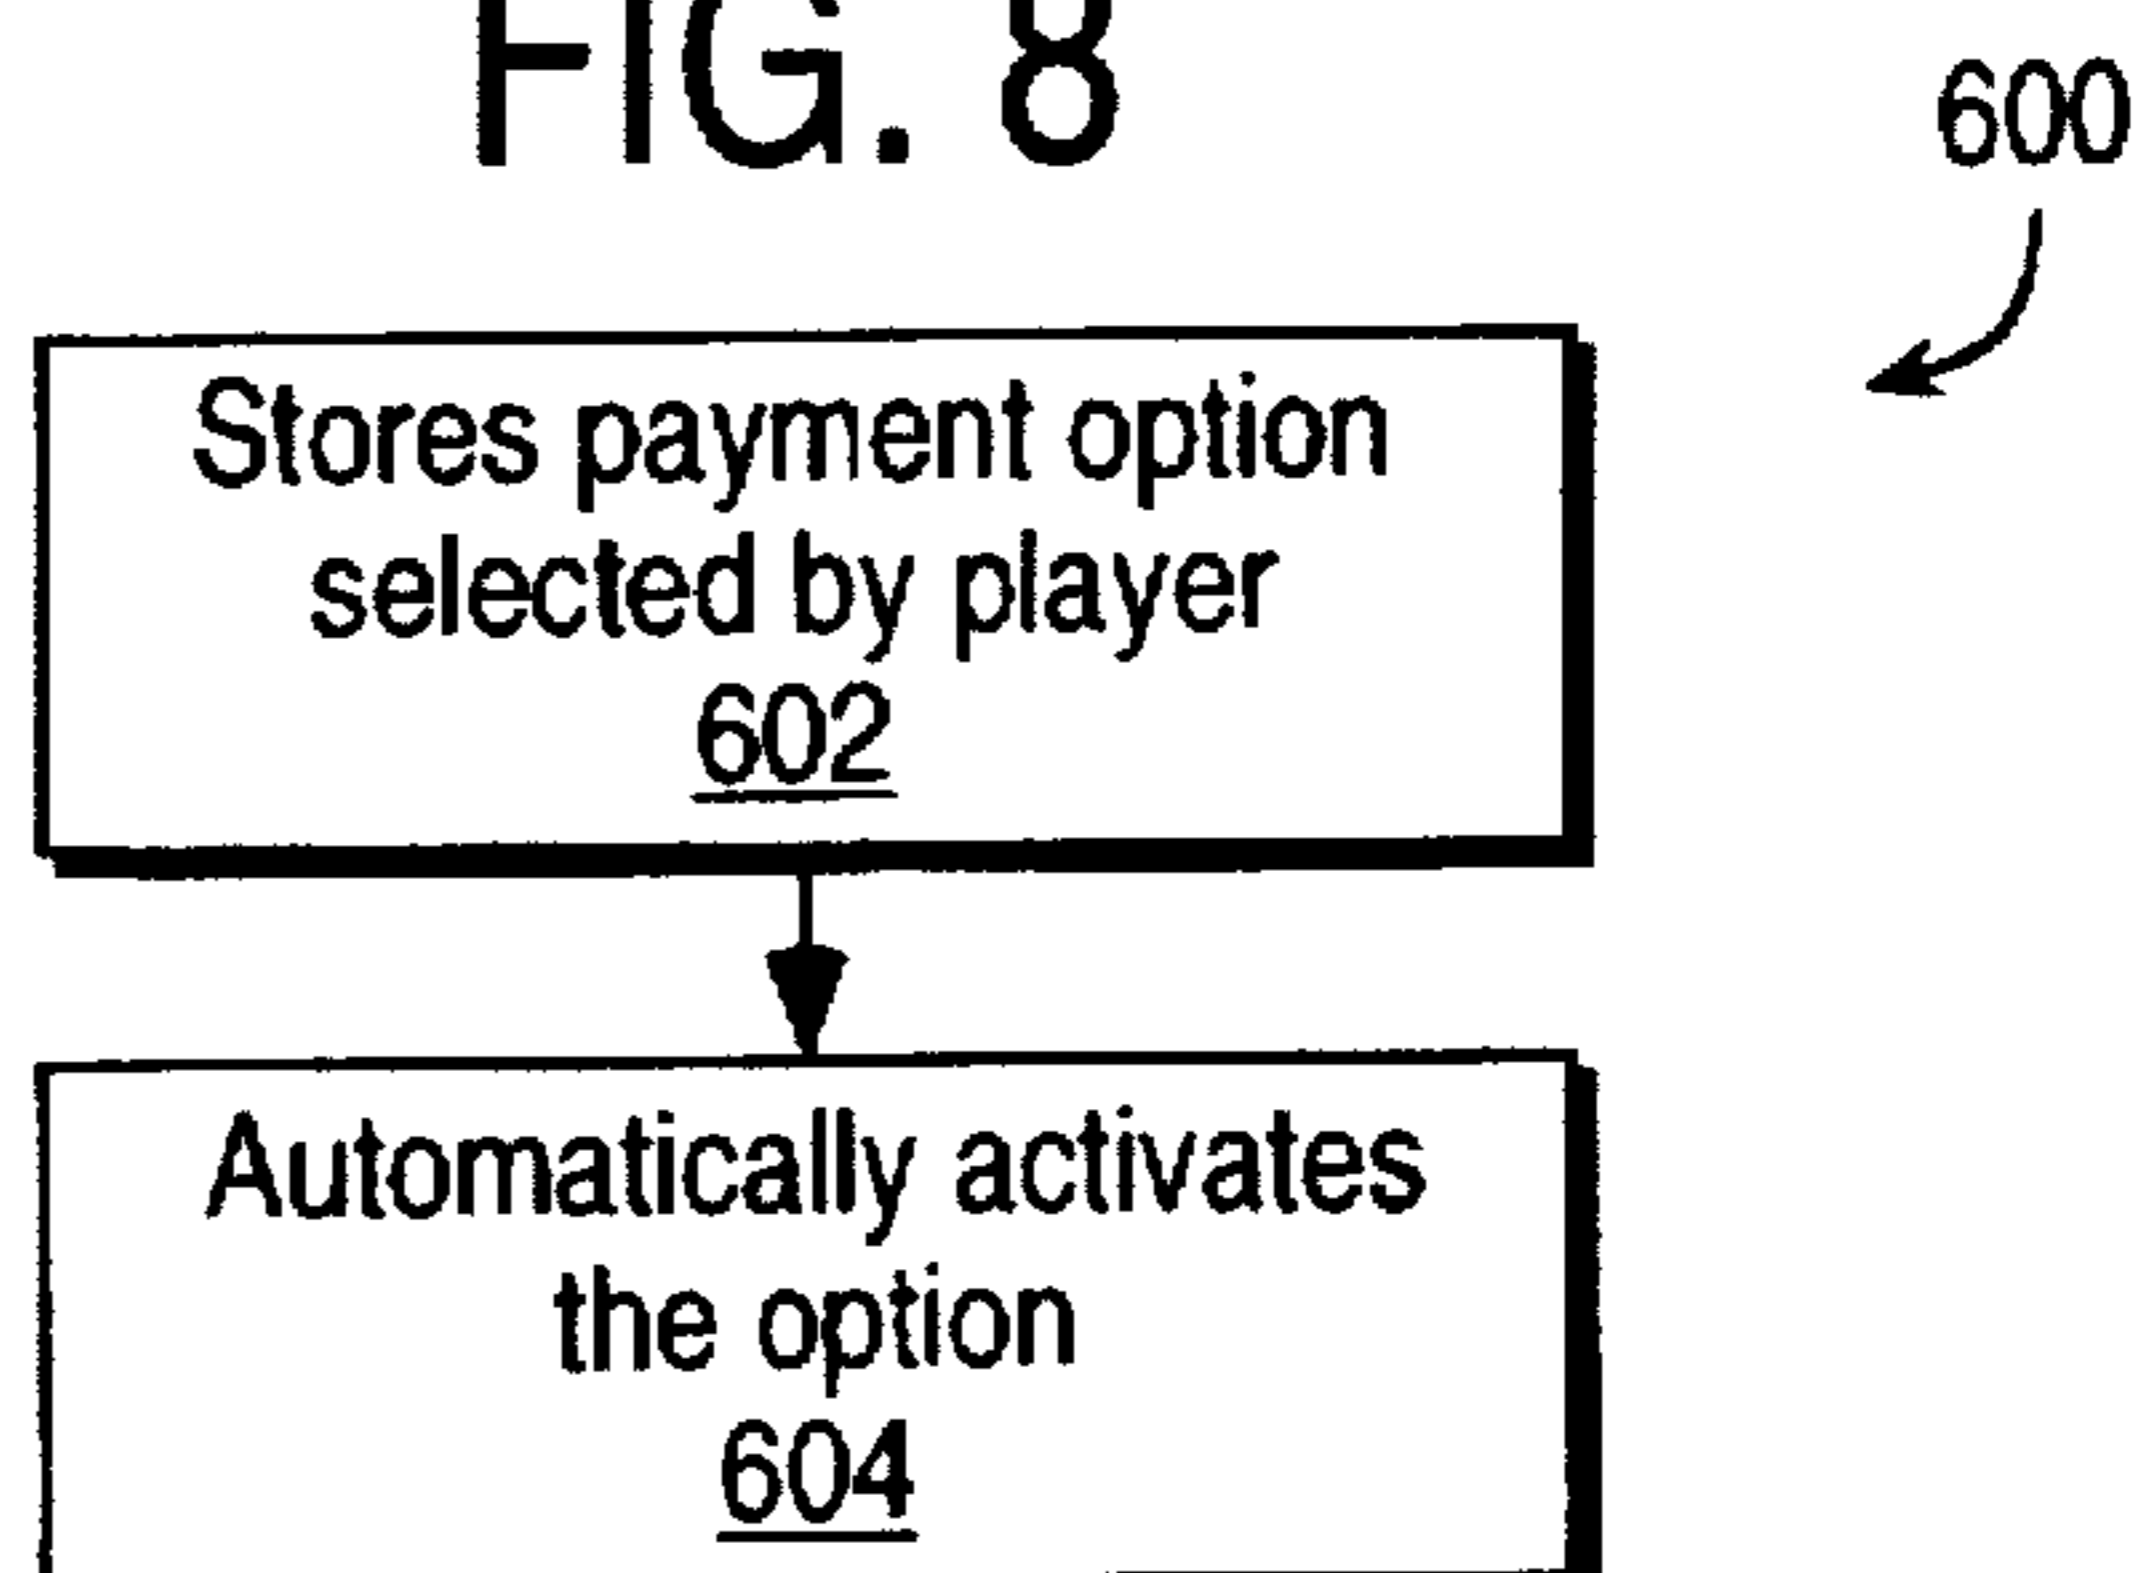 FIG. 8
600
Stores payment option
selected by player
602
Automatically activates
the option
604